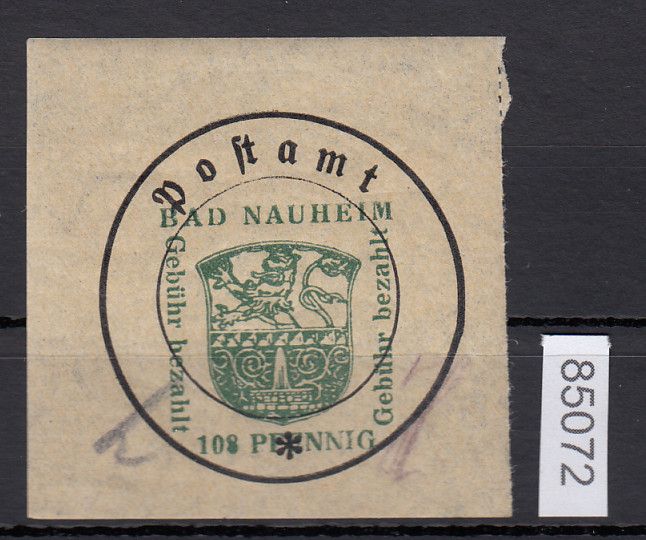 Postamt
BAD NAUHEIM
Gebühr bezahlt
Gebühr bezahlt
108 PFENNIG
*
85072